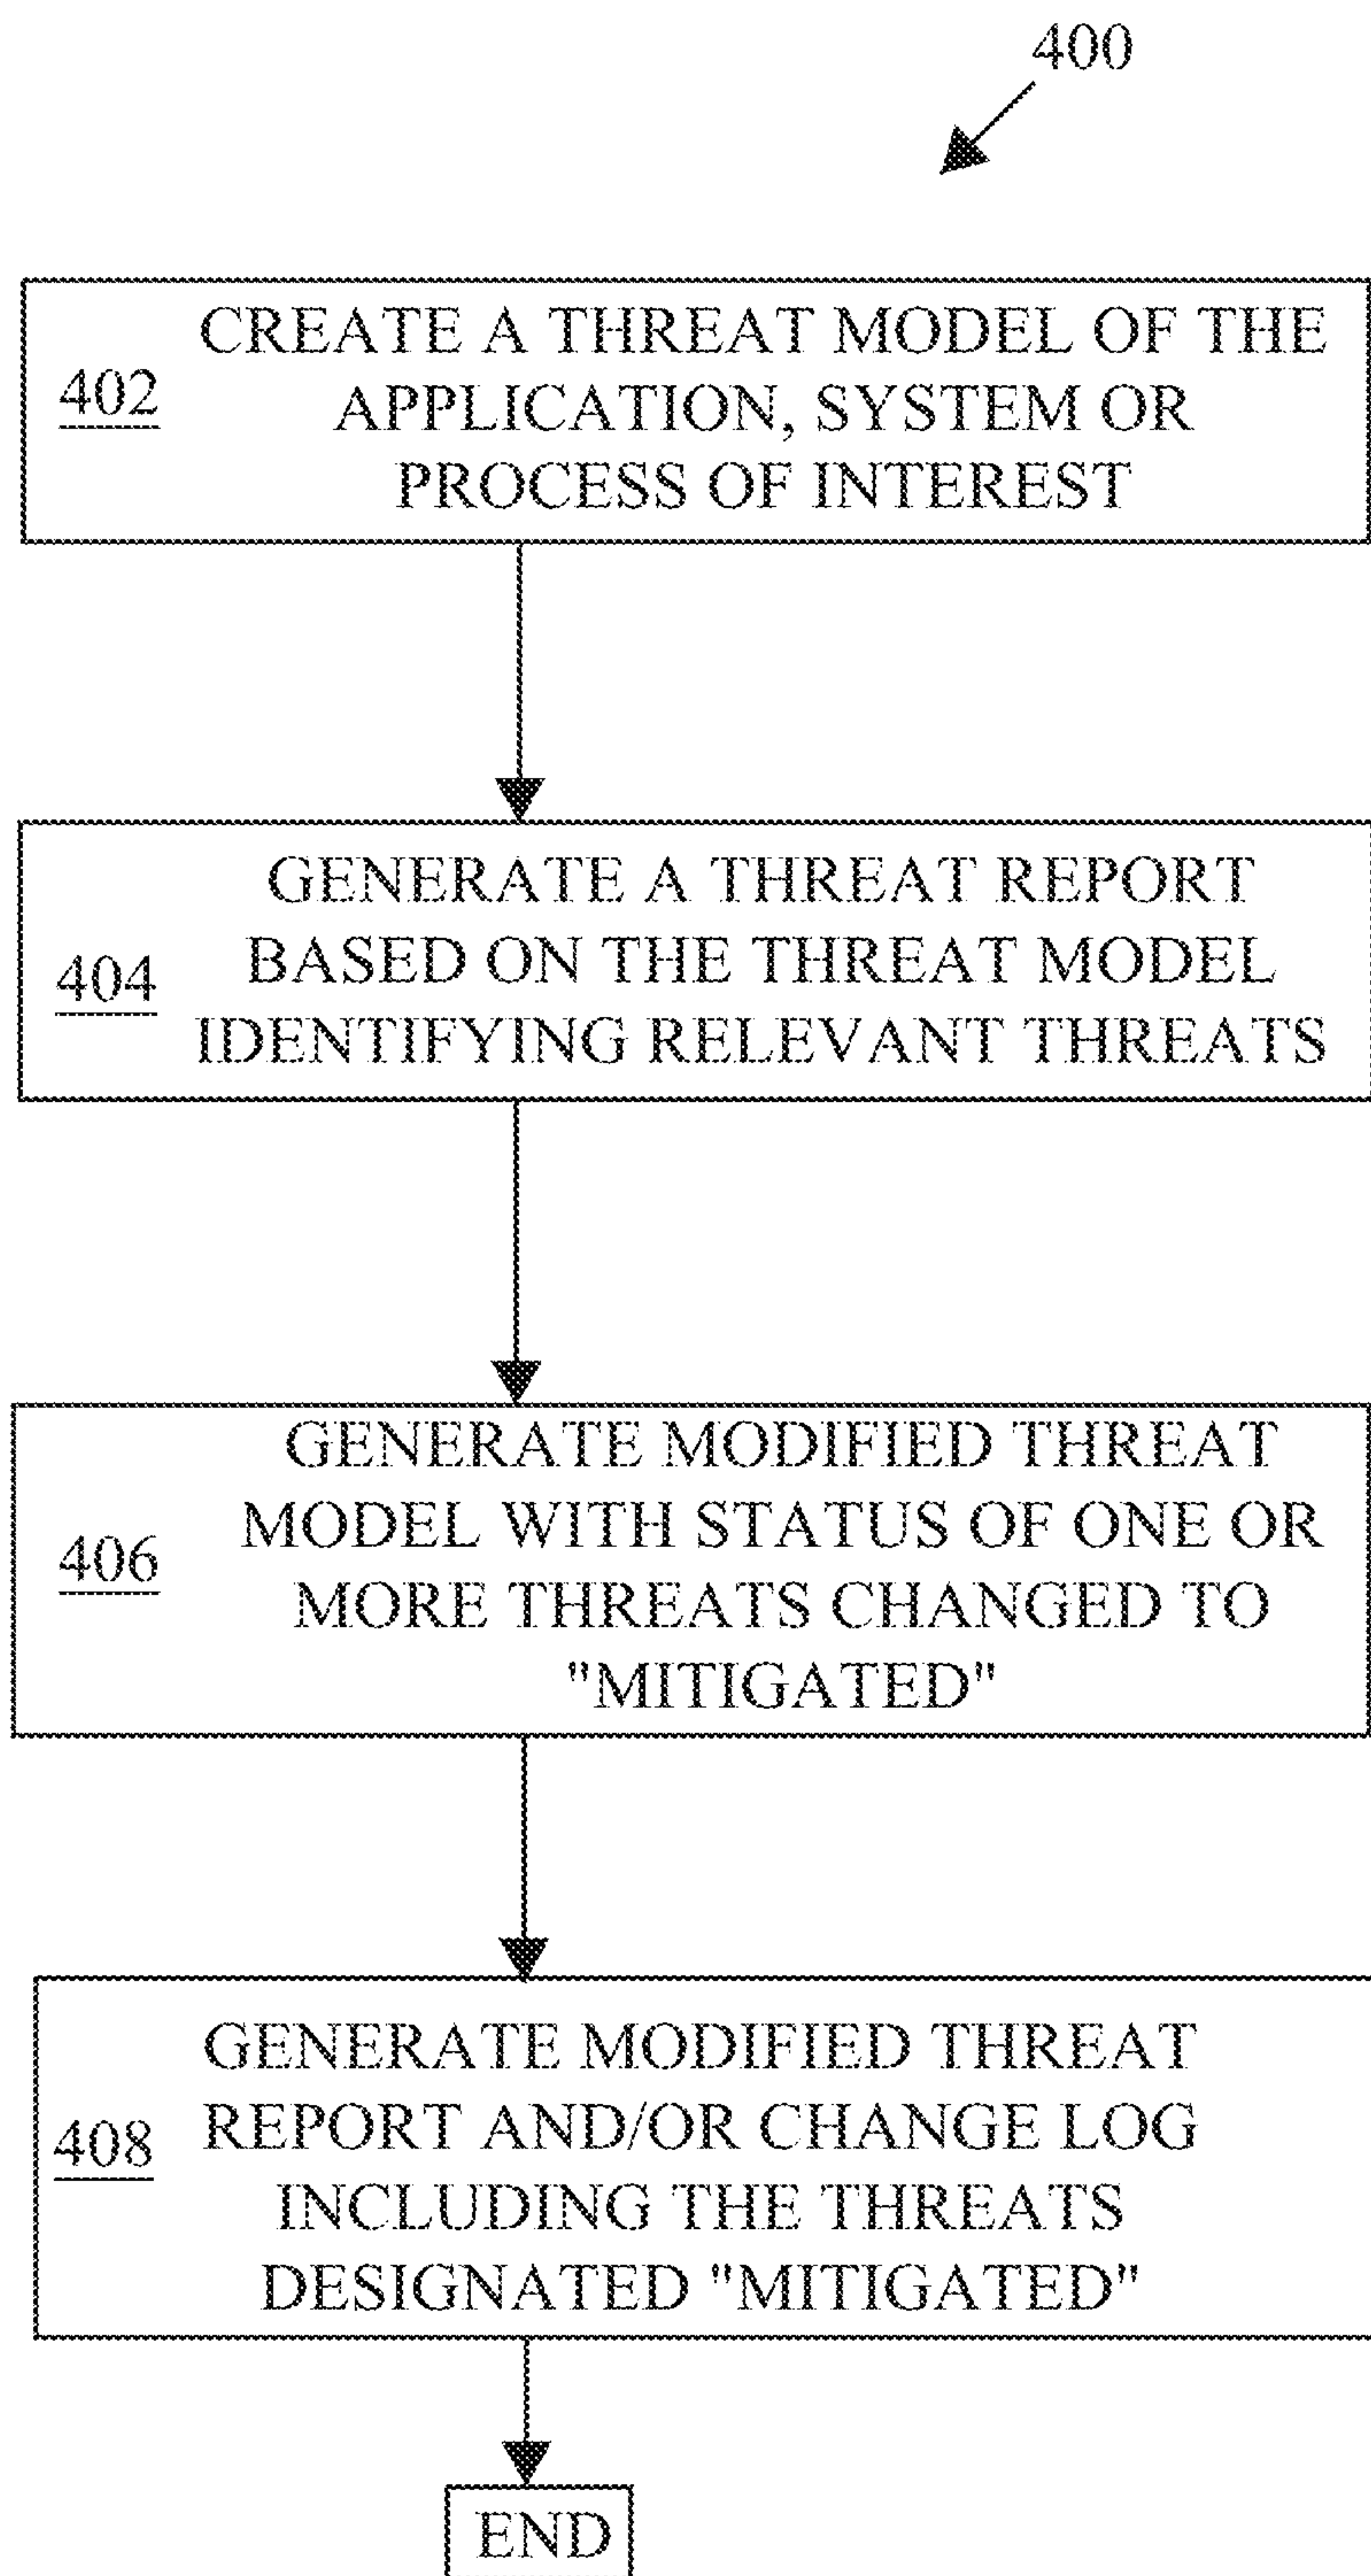 400
CREATE A THREAT MODEL OF THE
402
APPLICATION, SYSTEM OR
PROCESS OF INTEREST
GENERATE A THREAT REPORT
404
BASED ON THE THREAT MODEL
IDENTIFYING RELEVANT THREATS
GENERATE MODIFIED THREAT
MODEL WITH STATUS OF ONE OR
406
MORE THREATS CHANGED TO
"MITIGATED"
GENERATE MODIFIED THREAT
REPORT AND/OR CHANGE LOG
408
INCLUDING THE THREATS
DESIGNATED "MITIGATED"
END